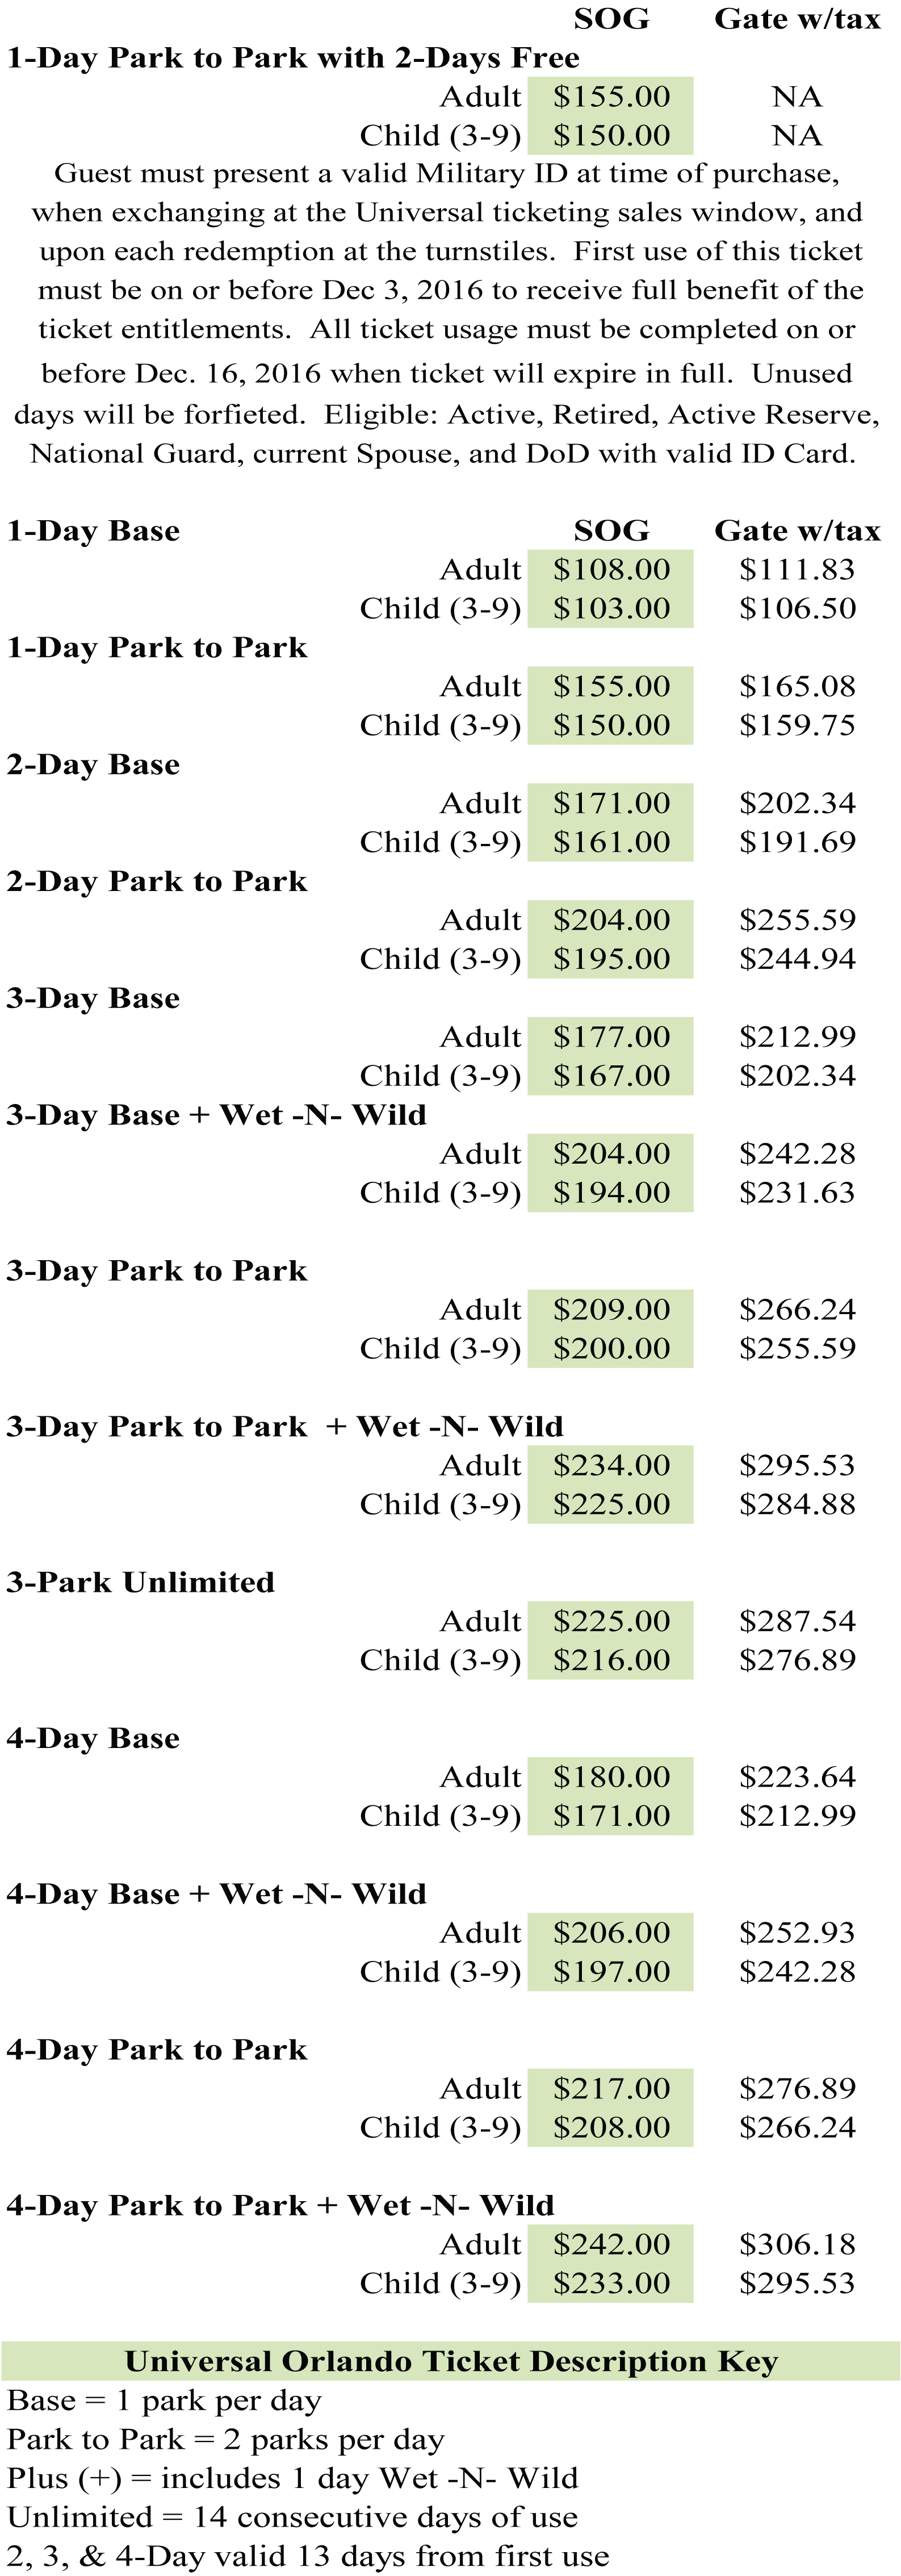 SOG Gate w/tax
1-Day Park to Park with 2-Days Free
Adult $155.00 NA
Child (3-9) $150.00 NA
Guest must present a valid Military ID at time of purchase,
when exchanging at the Universal ticketing sales window, and
upon each redemption at the turnstiles.  First use of this ticket
must be on or before Dec 3, 2016 to receive full benefit of the
ticket entitlements.  All ticket usage must be completed on or
before Dec. 16, 2016 when ticket will expire in full.  Unused
days will be forfieted.  Eligible: Active, Retired, Active Reserve,
National Guard, current Spouse, and DoD with valid ID Card.
1-Day Base SOG Gate w/tax
Adult $108.00 $111.83
Child (3-9) $103.00 $106.50
1-Day Park to Park
Adult $155.00 $165.08
Child (3-9) $150.00 $159.75
2-Day Base
Adult $171.00 $202.34
Child (3-9) $161.00 $191.69
2-Day Park to Park
Adult $204.00 $255.59
Child (3-9) $195.00 $244.94
3-Day Base
Adult $177.00 $212.99
Child (3-9) $167.00 $202.34
3-Day Base + Wet -N- Wild
Adult $204.00 $242.28
Child (3-9) $194.00 $231.63
3-Day Park to Park
Adult $209.00 $266.24
Child (3-9) $200.00 $255.59
3-Day Park to Park  + Wet -N- Wild
Adult $234.00 $295.53
Child (3-9) $225.00 $284.88
3-Park Unlimited
Adult $225.00 $287.54
Child (3-9) $216.00 $276.89
4-Day Base
Adult $180.00 $223.64
Child (3-9) $171.00 $212.99
4-Day Base + Wet -N- Wild
Adult $206.00 $252.93
Child (3-9) $197.00 $242.28
4-Day Park to Park
Adult $217.00 $276.89
Child (3-9) $208.00 $266.24
4-Day Park to Park + Wet -N- Wild
Adult $242.00 $306.18
Child (3-9) $233.00 $295.53
Universal Orlando Ticket Description Key
Base = 1 park per day
Park to Park = 2 parks per day
Plus (+) = includes 1 day Wet -N- Wild
Unlimited = 14 consecutive days of use
2, 3, & 4-Day valid 13 days from first use